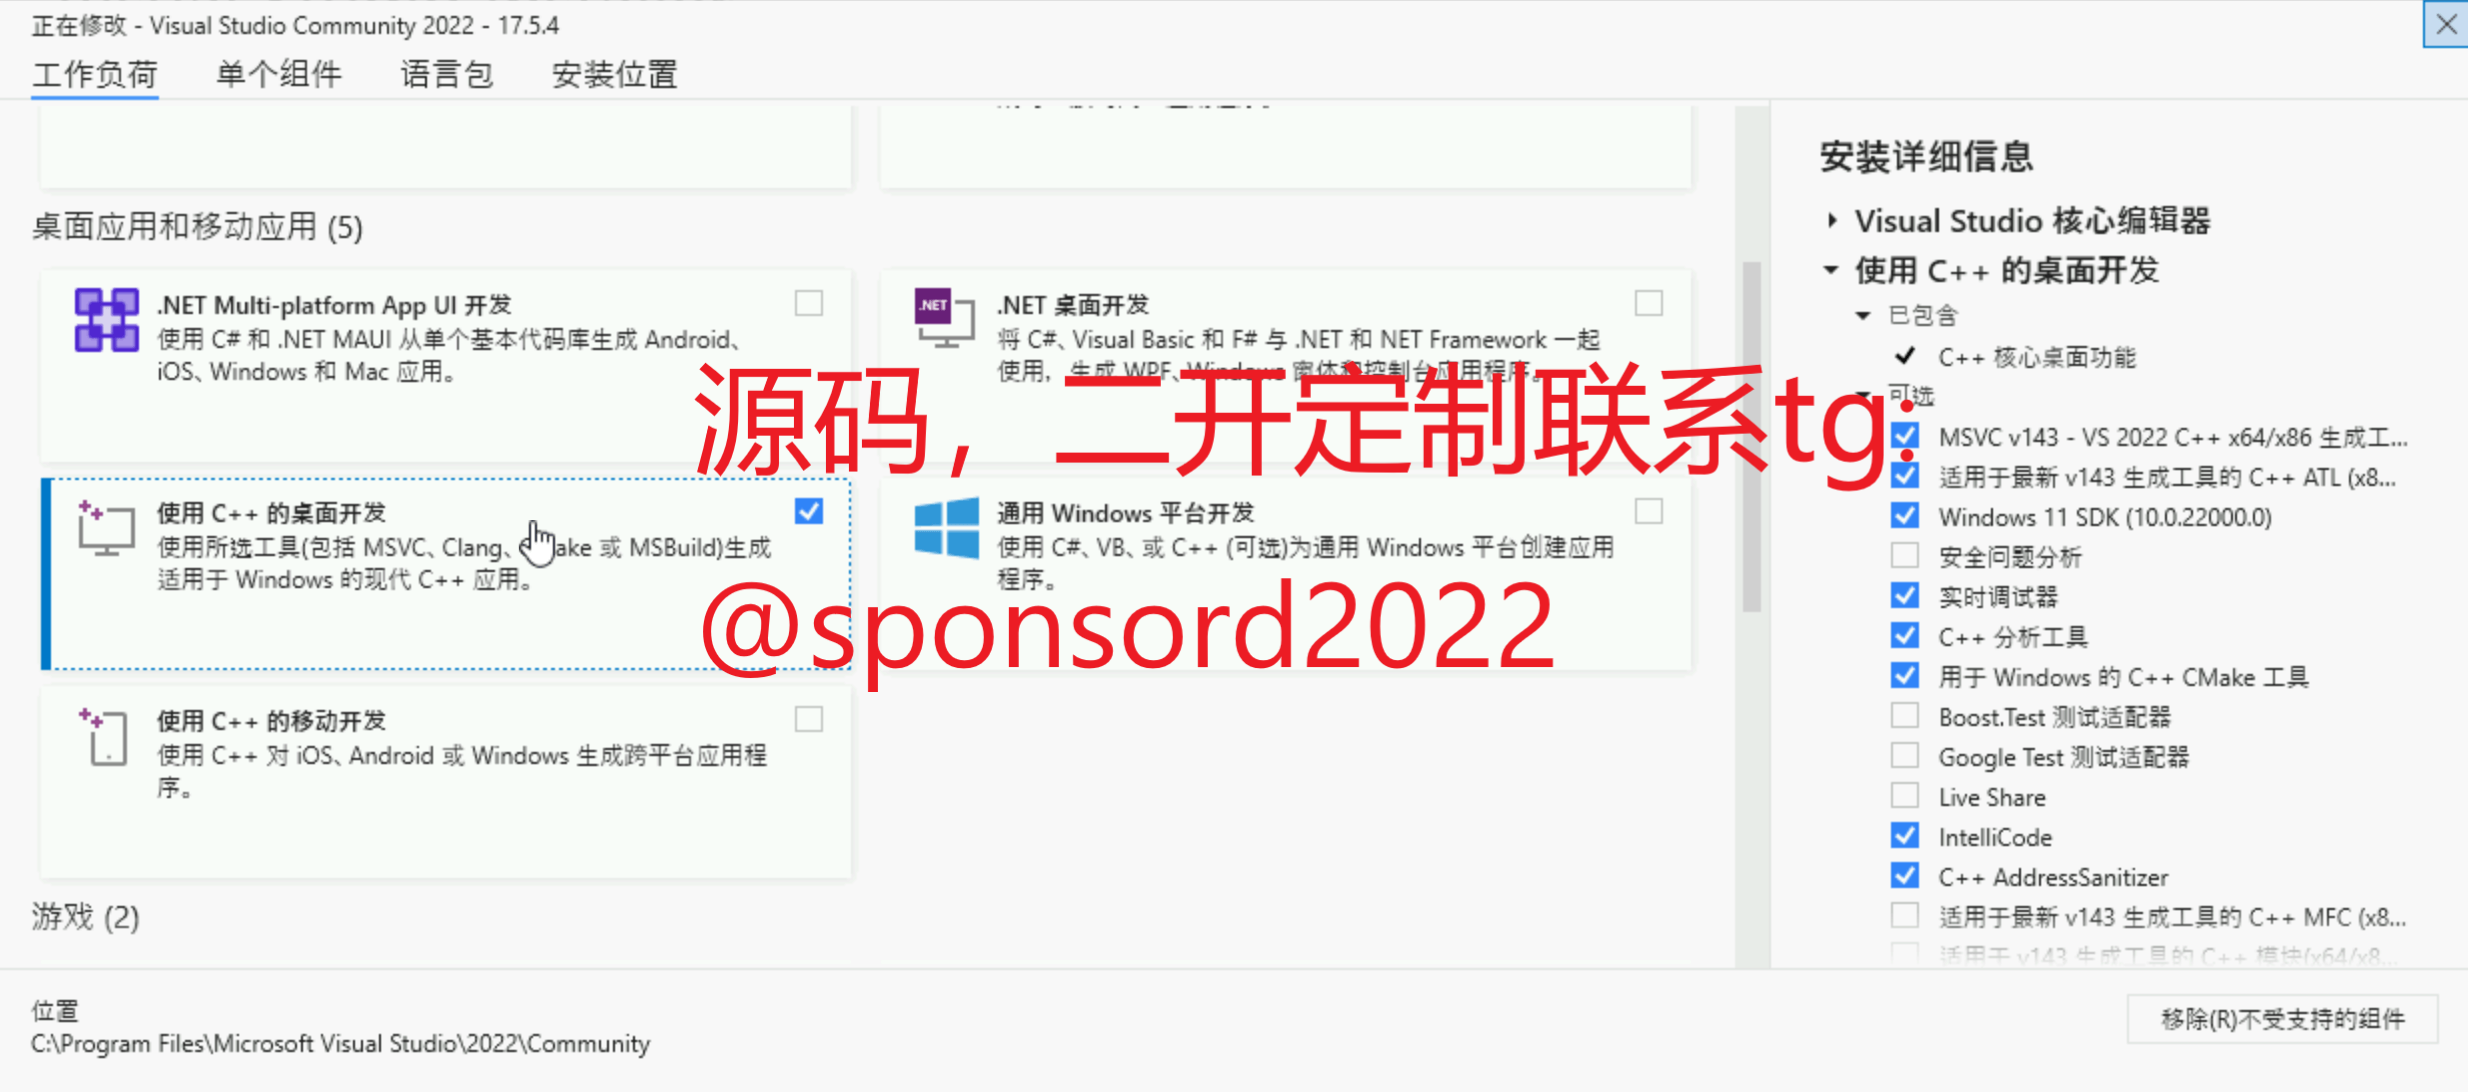 正在修改 - Visual Studio Community 2022 - 17.5.4
工作负荷 单个组件 语言包 安装位置
桌面应用和移动应用 (5)
.NET Multi-platform App UI 开发
使用 C# 和 .NET MAUI 从单个基本代码库生成 Android、
iOS、Windows 和 Mac 应用。
.NET
.NET 桌面开发
将 C#、Visual Basic 和 F# 与 .NET 和 NET Framework 一起
使用，生成 WPF、Windows 窗体和控制台应用程序。
源码，二开定制联系tg:
@sponsord2022
使用 C++ 的桌面开发
使用所选工具(包括 MSVC、Clang、 ake 或 MSBuild)生成
适用于 Windows 的现代 C++ 应用。
通用 Windows 平台开发
使用 C#、VB、或 C++ (可选)为通用 Windows 平台创建应用
程序。
使用 C++ 的移动开发
使用 C++ 对 iOS、Android 或 Windows 生成跨平台应用程
序。
游戏 (2)
安装详细信息
Visual Studio 核心编辑器
使用 C++ 的桌面开发
已包含
C++ 核心桌面功能
可选
MSVC v143 - VS 2022 C++ x64/x86 生成工...
适用于最新 v143 生成工具的 C++ ATL (x8...
Windows 11 SDK (10.0.22000.0)
安全问题分析
实时调试器
C++ 分析工具
用于 Windows 的 C++ CMake 工具
Boost.Test 测试适配器
Google Test 测试适配器
Live Share
IntelliCode
C++ AddressSanitizer
适用于最新 v143 生成工具的 C++ MFC (x8...
适用于 v143 生成工具的 C++ 模块(x64/x8...
位置
C:\Program Files\Microsoft Visual Studio\2022\Community
移除(R)不受支持的组件